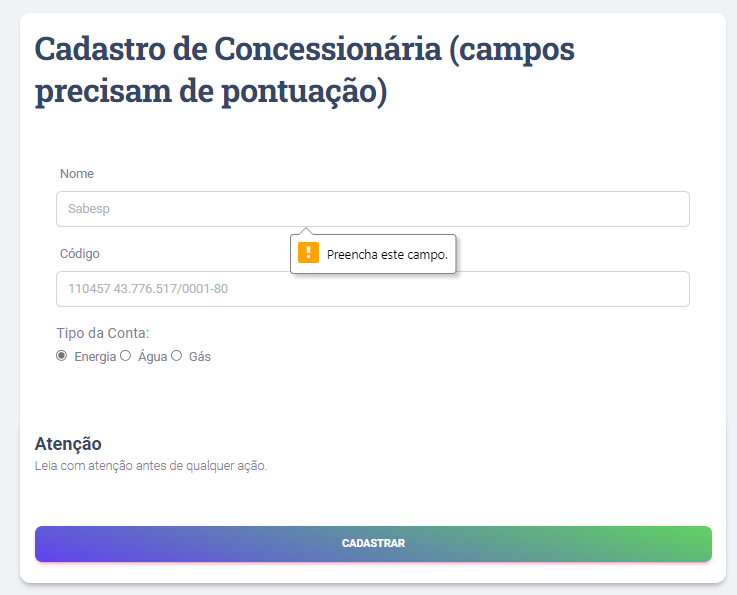 Cadastro de Concessionária (campos
precisam de pontuação)
Nome
Sabesp
Preencha este campo.
Código
110457 43.776.517/0001-80
Tipo da Conta:
Energia Água Gás
Atenção
Leia com atenção antes de qualquer ação.
CADASTRAR